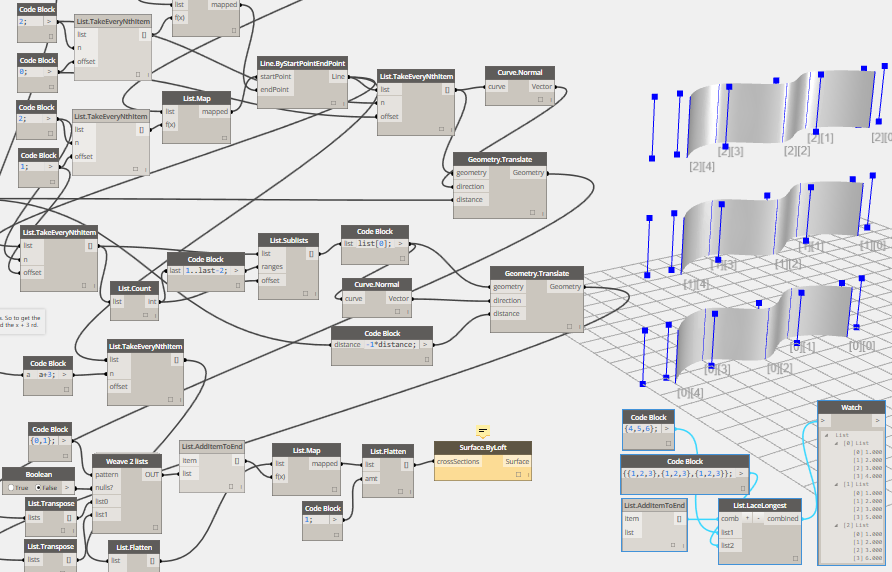 Code Block
2; >
List.TakeEveryNthItem
list []
n
offset
list mapped
f(x)
Code Block
0; >
Code Block
2; >
List.TakeEveryNthItem
list []
n
offset
Code Block
1; >
List.Map
list mapped
f(x)
Line.ByStartPointEndPoint
startPoint Line
endPoint
List.TakeEveryNthItem
list []
n
offset
Curve.Normal
curve Vector
Geometry.Translate
geometry Geometry
direction
distance
List.TakeEveryNthItem
list []
n
offset
List.Count
list int
Code Block
last 1..last-2; >
List.Sublists
list []
ranges
offset
Code Block
list list[0]; >
Curve.Normal
curve Vector
Code Block
distance -1*distance; >
Geometry.Translate
geometry Geometry
direction
distance
s. So to get the
d the x + 3 rd.
Code Block
a a+3; >
List.TakeEveryNthItem
list []
n
offset
Code Block
{0,1}; >
Boolean
True False >
List.Transpose
lists []
List.Transpose
lists []
Weave 2 lists
pattern OUT
nulls?
list0
list1
List.Flatten
list []
List.AddItemToEnd
item []
list
List.Map
list mapped
f(x)
Code Block
1; >
List.Flatten
list []
amt
Surface.ByLoft
crossSections Surface
[2][4]
[2][3]
[2][2]
[2][1]
[2][0
[1][4]
[1][3]
[1][2]
[1][1]
[1][0]
[0][4]
[0][3]
[0][2]
[0][1]
[0][0]
Code Block
{4,5,6}; >
Code Block
{{1,2,3},{1,2,3},{1,2,3}}; >
List.AddItemToEnd
item []
list
List.LaceLongest
comb + - combined
list1
list2
Watch
>
List
[0] List
[0] 1.000
[1] 2.000
[2] 3.000
[3] 4.000
[1] List
[0] 1.000
[1] 2.000
[2] 3.000
[3] 5.000
[2] List
[0] 1.000
[1] 2.000
[2] 3.000
[3] 6.000